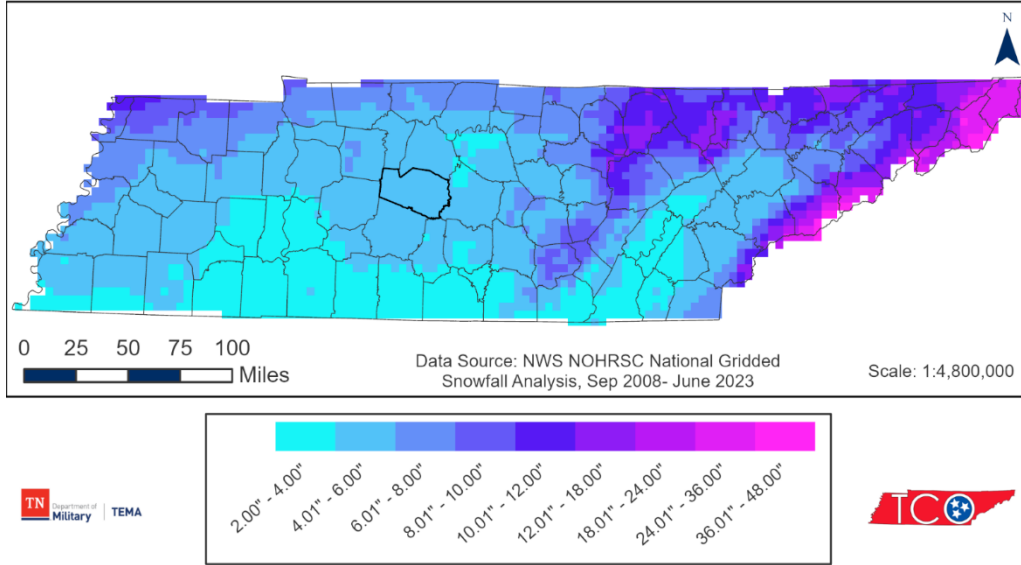 N
0 25 50 75 100
Miles
Data Source: NWS NOHRSC National Gridded
Snowfall Analysis, Sep 2008- June 2023
Scale: 1:4,800,000
2.00" - 4.00"
4.01" - 6.00"
6.01" - 8.00"
8.01" - 10.00"
10.01" - 12.00"
12.01" - 18.00"
18.01" - 24.00"
24.01" - 36.00"
36.01" - 48.00"
TN
Department of
Military
TEMA
TCO